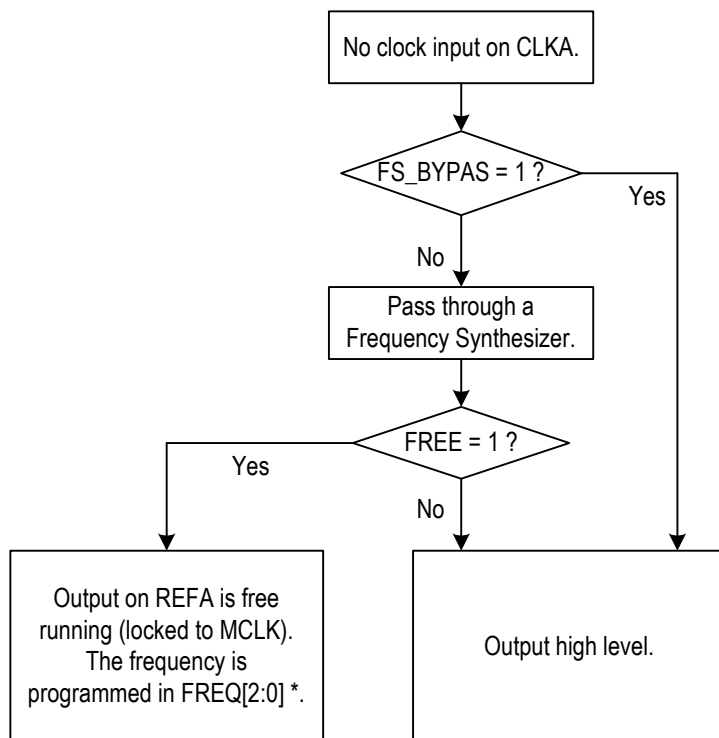 No clock input on CLKA.
FS_BYPAS = 1 ?
Yes
No
Pass through a
Frequency Synthesizer.
FREE = 1 ?
Yes
No
Output on REFA is free
running (locked to MCLK).
The frequency is
programmed in FREQ[2:0] *.
Output high level.